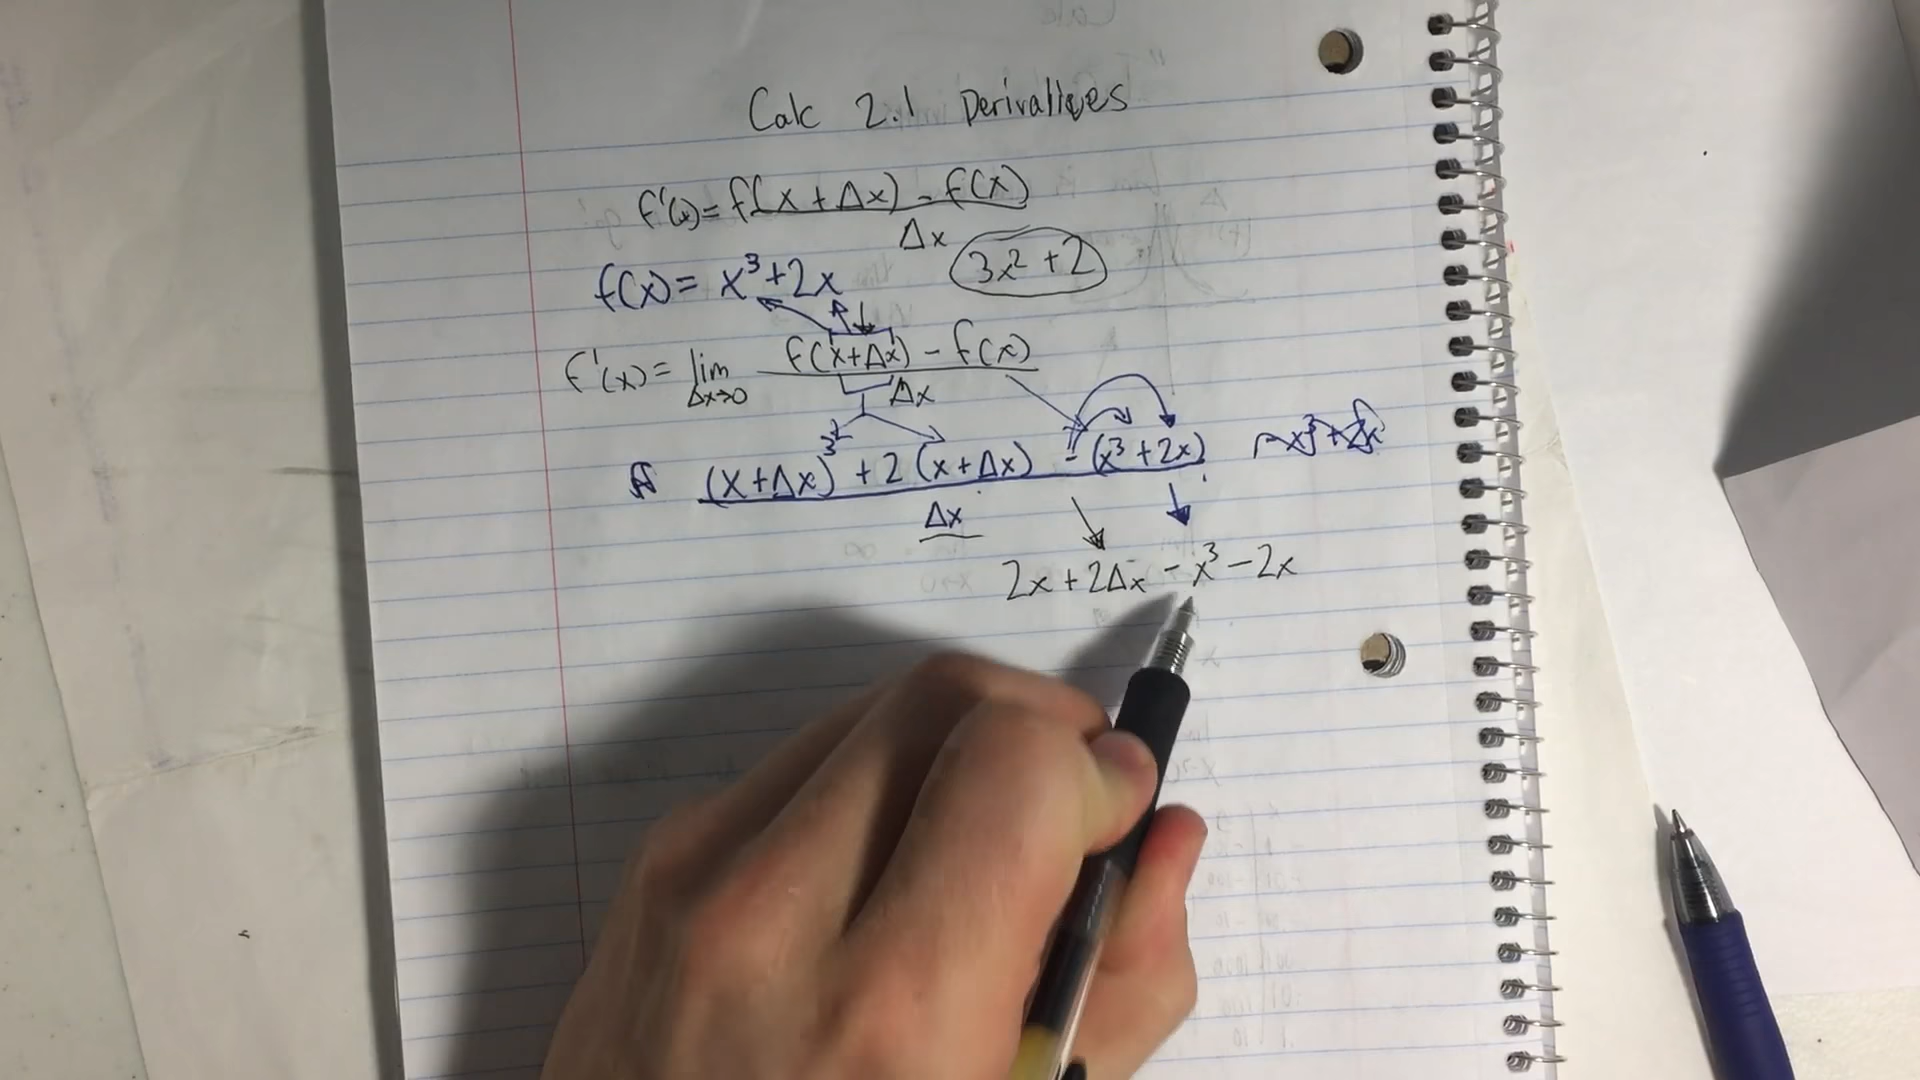 Calc 2.1 Derivatives
f'(x) = f(x + Δx) - f(x)
Δx
f(x) = x³ + 2x
3x² + 2
f'(x) = lim f(x+Δx) - f(x)
Δx→0 Δx
(x+Δx)³ + 2(x+Δx) - (x³ + 2x)
Δx
2x + 2Δx - x³ - 2x